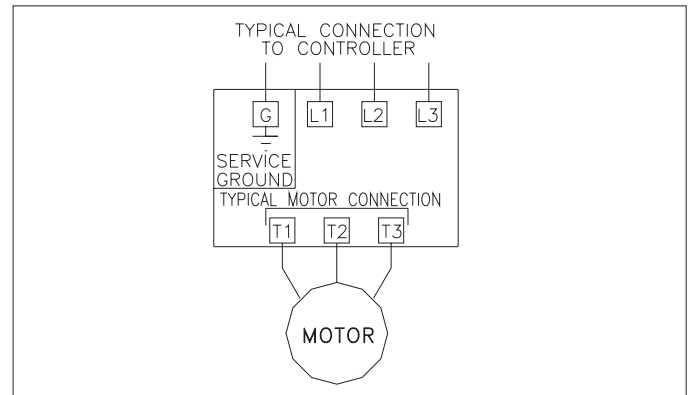 TYPICAL CONNECTION
TO CONTROLLER
G L1 L2 L3
SERVICE
GROUND
TYPICAL MOTOR CONNECTION
T1 T2 T3
MOTOR